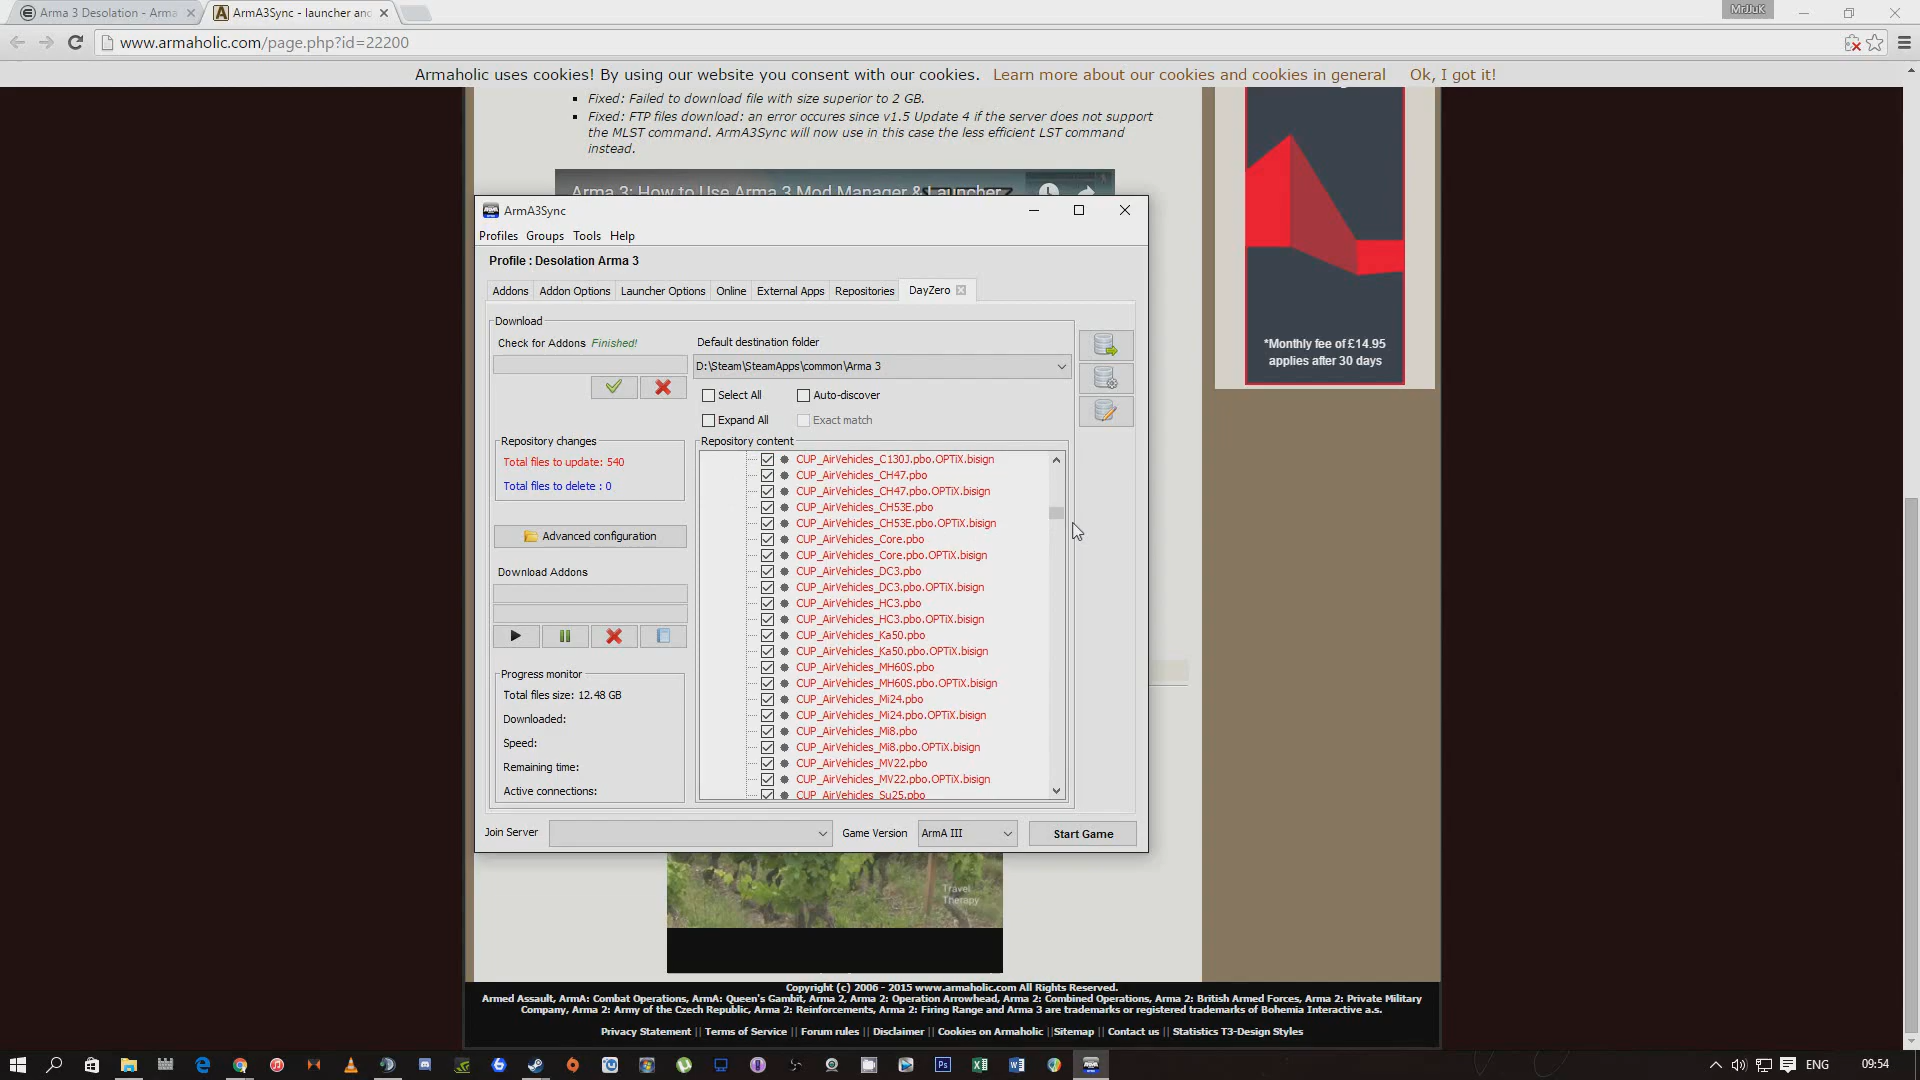 Arma 3 Desolation - Arma
ArmA3Sync - launcher and
MrJJuK
www.armaholic.com/page.php?id=22200
Armaholic uses cookies! By using our website you consent with our cookies. Learn more about our cookies and cookies in general Ok, I got it!
Fixed: Failed to download file with size superior to 2 GB.
Fixed: FTP files download: an error occures since v1.5 Update 4 if the server does not support
the MLST command. ArmA3Sync will now use in this case the less efficient LST command
instead.
Arma 3: How to Use Arma 3 Mod Manager & Launcher
ArmA3Sync
Profiles Groups Tools Help
Profile : Desolation Arma 3
Addons Addon Options Launcher Options Online External Apps Repositories DayZero
Download
Check for Addons Finished!
Default destination folder
D:\Steam\SteamApps\common\Arma 3
Select All Auto-discover
Expand All Exact match
Repository changes
Total files to update: 540
Total files to delete : 0
Advanced configuration
Download Addons
Progress monitor
Total files size: 12.48 GB
Downloaded:
Speed:
Remaining time:
Active connections:
Repository content
CUP_AirVehicles_C130J.pbo.OPTiX.bisign
CUP_AirVehicles_CH47.pbo
CUP_AirVehicles_CH47.pbo.OPTiX.bisign
CUP_AirVehicles_CH53E.pbo
CUP_AirVehicles_CH53E.pbo.OPTiX.bisign
CUP_AirVehicles_Core.pbo
CUP_AirVehicles_Core.pbo.OPTiX.bisign
CUP_AirVehicles_DC3.pbo
CUP_AirVehicles_DC3.pbo.OPTiX.bisign
CUP_AirVehicles_HC3.pbo
CUP_AirVehicles_HC3.pbo.OPTiX.bisign
CUP_AirVehicles_Ka50.pbo
CUP_AirVehicles_Ka50.pbo.OPTiX.bisign
CUP_AirVehicles_MH60S.pbo
CUP_AirVehicles_MH60S.pbo.OPTiX.bisign
CUP_AirVehicles_Mi24.pbo
CUP_AirVehicles_Mi24.pbo.OPTiX.bisign
CUP_AirVehicles_Mi8.pbo
CUP_AirVehicles_Mi8.pbo.OPTiX.bisign
CUP_AirVehicles_MV22.pbo
CUP_AirVehicles_MV22.pbo.OPTiX.bisign
CUP_AirVehicles_Su25.pbo
Join Server
Game Version ArmA III Start Game
*Monthly fee of £14.95
applies after 30 days
Travel
Therapy
Copyright (c) 2006 - 2015 www.armaholic.com All Rights Reserved.
Armed Assault, ArmA: Combat Operations, ArmA: Queen's Gambit, Arma 2, Arma 2: Operation Arrowhead, Arma 2: Combined Operations, Arma 2: British Armed Forces, Arma 2: Private Military
Company, Arma 2: Army of the Czech Republic, Arma 2: Reinforcements, Arma 2: Firing Range and Arma 3 are trademarks or registered trademarks of Bohemia Interactive a.s.
Privacy Statement || Terms of Service || Forum rules || Disclaimer || Cookies on Armaholic ||Sitemap || Contact us || Statistics T3-Design Styles
ENG 09:54